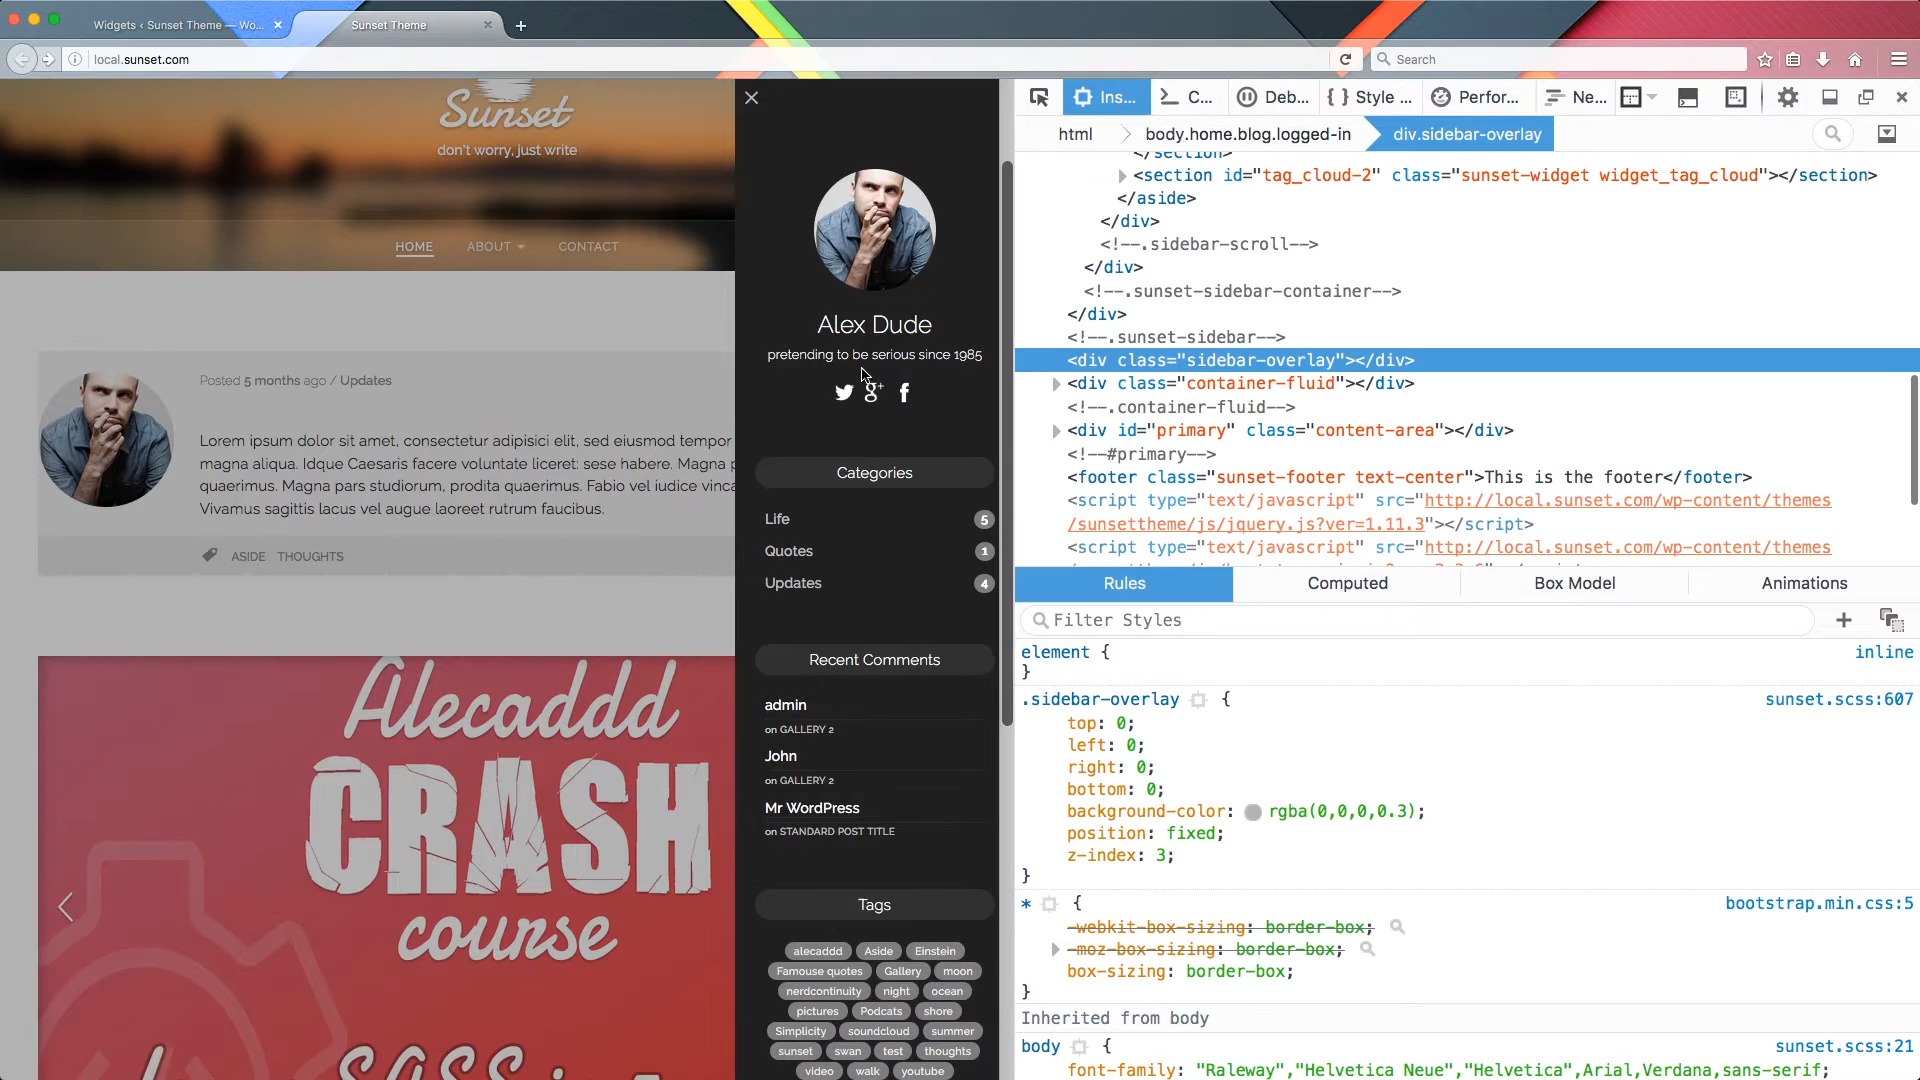 Widgets ‹ Sunset Theme — Wo...
Sunset Theme
local.sunset.com
Search
Sunset
don't worry, just write
HOME
ABOUT
CONTACT
Posted 5 months ago / Updates
Lorem ipsum dolor sit amet, consectetur adipisici elit, sed eiusmod tempor
magna aliqua. Idque Caesaris facere voluntate liceret: sese habere. Magna p
quaerimus. Magna pars studiorum, prodita quaerimus. Fabio vel iudice vinca
Vivamus sagittis lacus vel augue laoreet rutrum faucibus.
ASIDE THOUGHTS
Alecaddd
CRASH
course
Alex Dude
pretending to be serious since 1985
Categories
Life 5
Quotes 1
Updates 4
Recent Comments
admin
on GALLERY 2
John
on GALLERY 2
Mr WordPress
on STANDARD POST TITLE
Tags
alecaddd Aside Einstein
Famouse quotes Gallery moon
nerdcontinuity night ocean
pictures Podcats shore
Simplicity soundcloud summer
sunset swan test thoughts
video walk youtube
Ins... C... Deb... Style ... Perfor... Ne...
html body.home.blog.logged-in div.sidebar-overlay
</section>
<section id="tag_cloud-2" class="sunset-widget widget_tag_cloud"></section>
</aside>
</div>
<!--.sidebar-scroll-->
</div>
<!--.sunset-sidebar-container-->
</div>
<!--.sunset-sidebar-->
<div class="sidebar-overlay"></div>
<div class="container-fluid"></div>
<!--.container-fluid-->
<div id="primary" class="content-area"></div>
<!--#primary-->
<footer class="sunset-footer text-center">This is the footer</footer>
<script type="text/javascript" src="http://local.sunset.com/wp-content/themes
/sunsettheme/js/jquery.js?ver=1.11.3"></script>
<script type="text/javascript" src="http://local.sunset.com/wp-content/themes
Rules Computed Box Model Animations
Filter Styles
element { inline
}
.sidebar-overlay { sunset.scss:607
top: 0;
left: 0;
right: 0;
bottom: 0;
background-color: rgba(0,0,0,0.3);
position: fixed;
z-index: 3;
}
* { bootstrap.min.css:5
-webkit-box-sizing: border-box;
-moz-box-sizing: border-box;
box-sizing: border-box;
}
Inherited from body
body { sunset.scss:21
font-family: "Raleway","Helvetica Neue","Helvetica",Arial,Verdana,sans-serif;